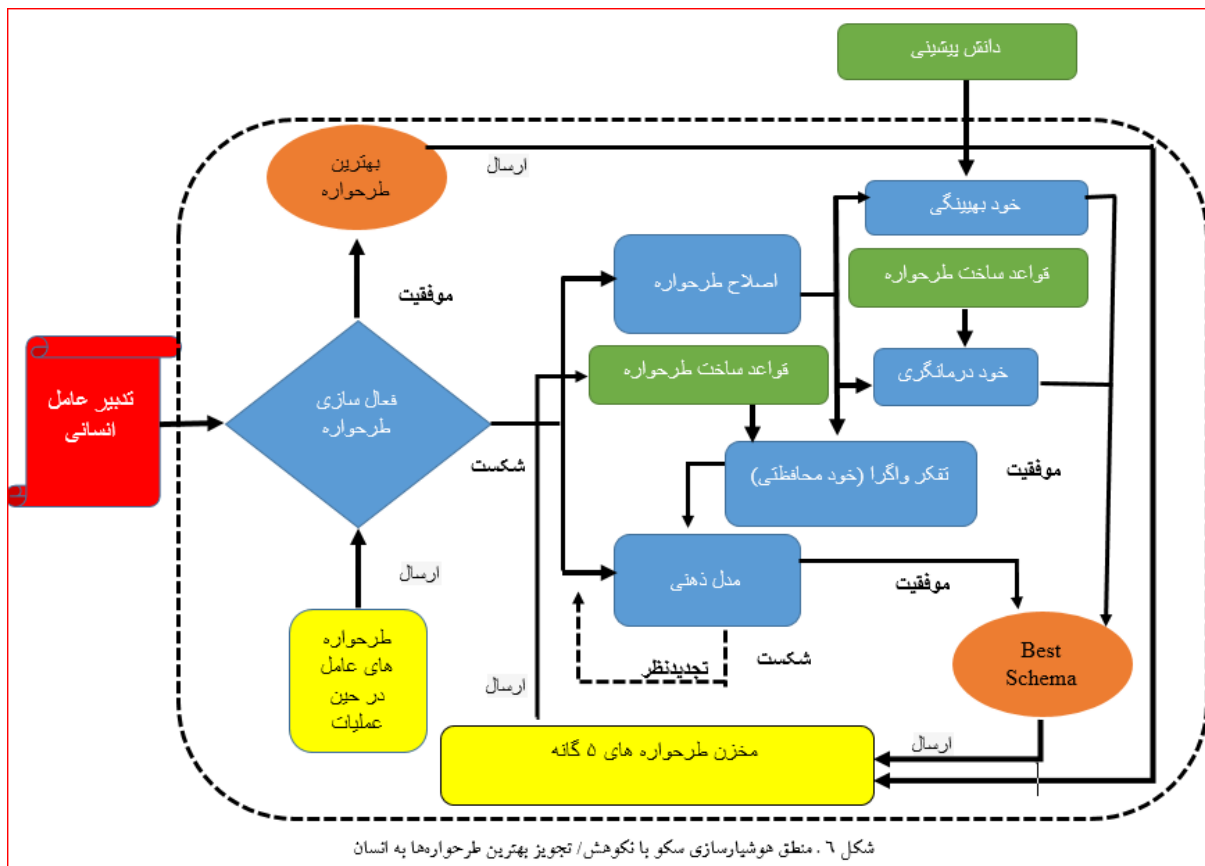 دانش پیشینی
بهترین
طرحواره
ارسال
خود بهیینگی
موفقیت
اصلاح طرحواره
قواعد ساخت طرحواره
تدبیر عامل
انسانی
فعال سازی
طرحواره
قواعد ساخت طرحواره
خود درمانگری
شکست
تفکر واگرا (خود محافظتی)
موفقیت
ارسال
مدل ذهنی
موفقیت
طرحواره
های عامل
در حین
عملیات
شکست
تجدیدنظر
Best
Schema
ارسال
مخزن طرحواره های ۵ گانه
ارسال
شکل ٦ . منطق هوشیارسازی سکو با نکوهش/ تجویز بهترین طرحواره‌ها به انسان